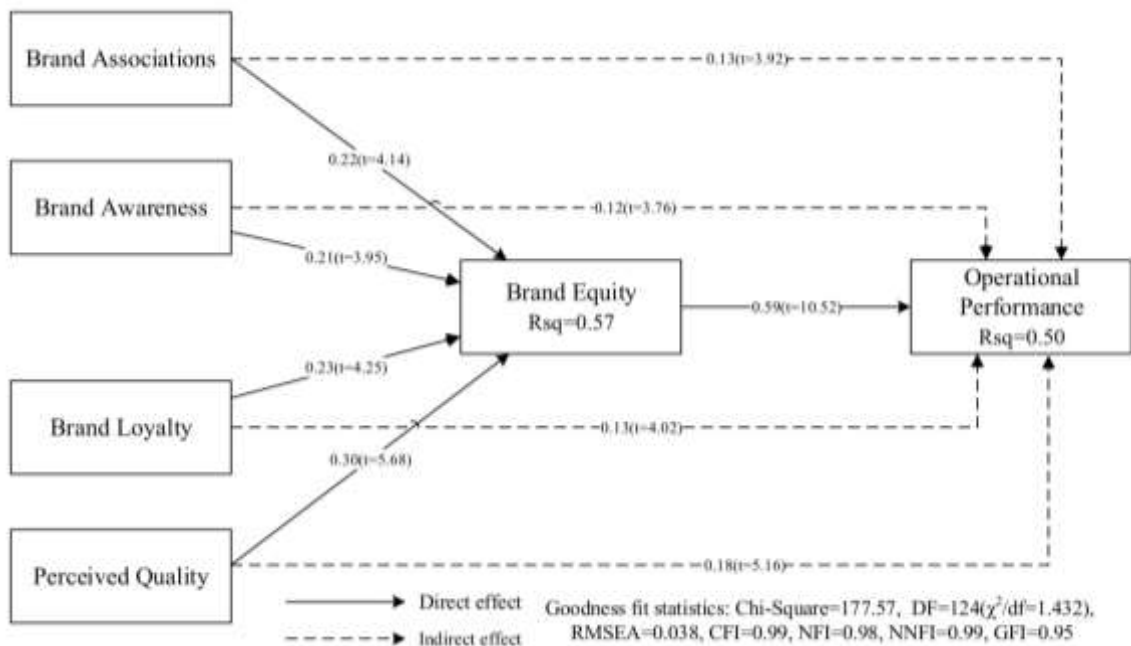 Brand Associations
0.13(t=3.92)
0.22(t=4.14)
Brand Awareness
0.12(t=3.76)
0.21(t=3.95)
Brand Equity
Rsq=0.57
0.59(t=10.52)
Operational
Performance
Rsq=0.50
0.23(t=4.25)
Brand Loyalty
0.13(t=4.02)
0.30(t=5.68)
Perceived Quality
0.18(t=5.16)
Direct effect
Indirect effect
Goodness fit statistics: Chi-Square=177.57, DF=124(χ²/df=1.432),
RMSEA=0.038, CFI=0.99, NFI=0.98, NNFI=0.99, GFI=0.95